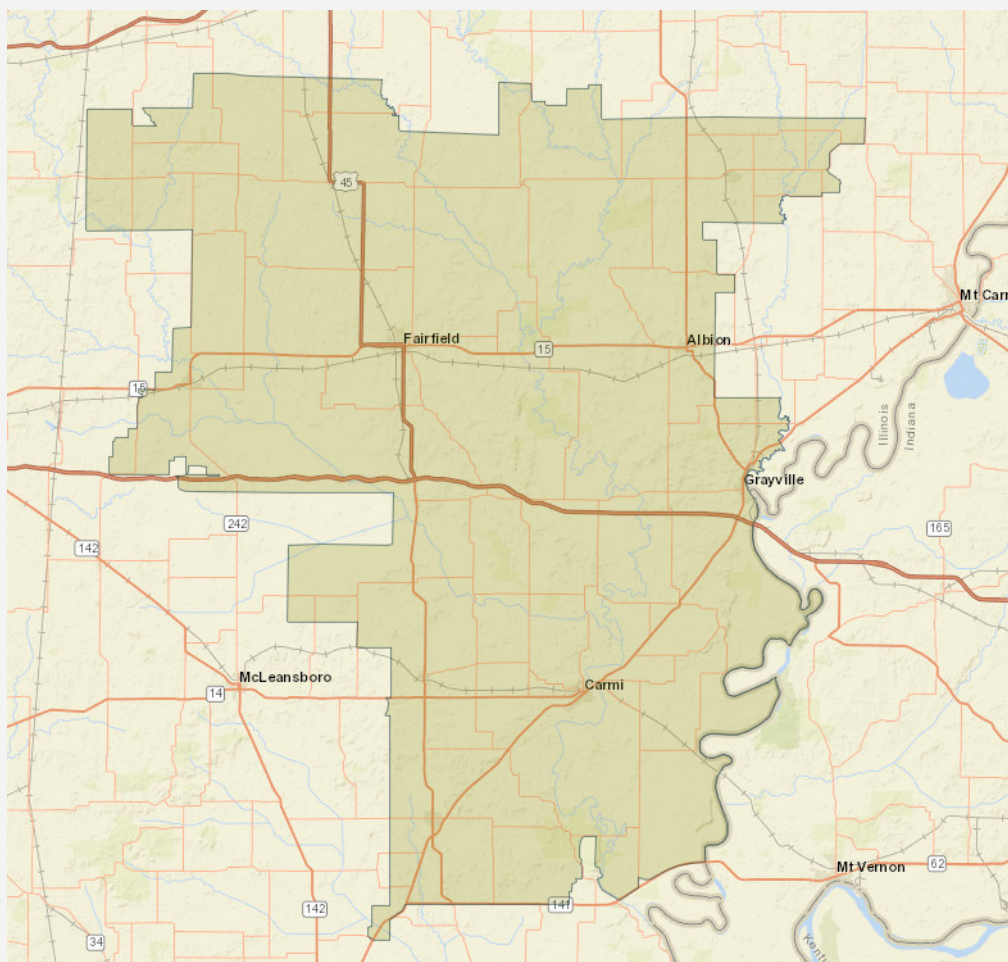 45
Mt Carm
Fairfield
15
Albion
15
Illinois
Indiana
Grayville
242
165
142
McLeansboro
14
Carmi
Mt Vernon
62
141
142
34
Kent